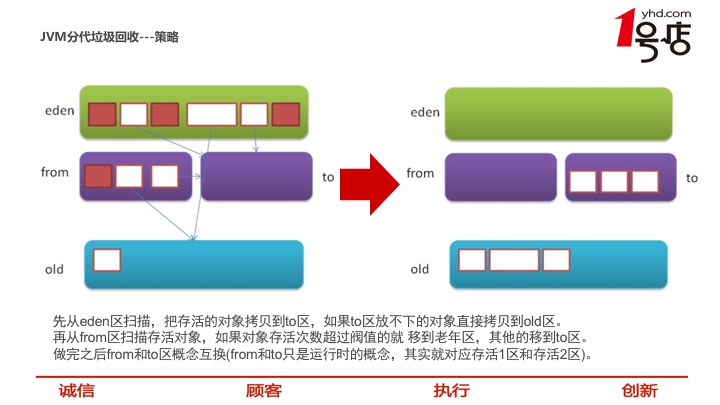 JVM分代垃圾回收---策略
yhd.com
1号店
eden
eden
from
to
from
to
old
old
先从eden区扫描，把存活的对象拷贝到to区，如果to区放不下的对象直接拷贝到old区。
再从from区扫描存活对象，如果对象存活次数超过阀值的就 移到老年区，其他的移到to区。
做完之后from和to区概念互换(from和to只是运行时的概念，其实就对应存活1区和存活2区)。
诚信 顾客 执行 创新